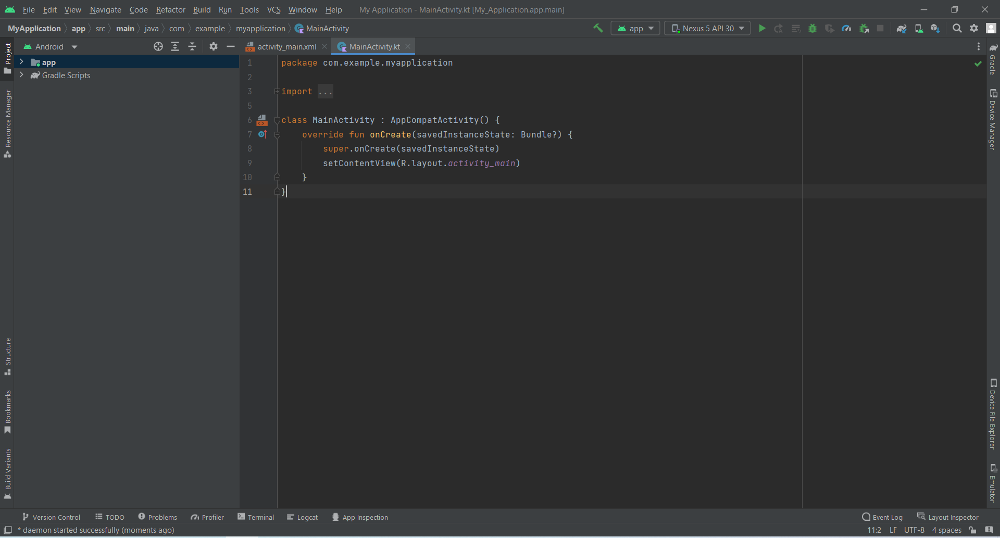 File Edit View Navigate Code Refactor Build Run Tools VCS Window Help My Application - MainActivity.kt [My_Application.app.main]
MyApplication app src main java com example myapplication MainActivity app Nexus 5 API 30
Project
Android
activity_main.xml
MainActivity.kt
app
Gradle Scripts
1 package com.example.myapplication
2
3 import ...
5
6 class MainActivity : AppCompatActivity() {
7 override fun onCreate(savedInstanceState: Bundle?) {
8 super.onCreate(savedInstanceState)
9 setContentView(R.layout.activity_main)
10 }
11 }
Resource Manager
Structure
Bookmarks
Build Variants
Gradle
Device Manager
Device File Explorer
Emulator
Version Control TODO Problems Profiler Terminal Logcat App Inspection Event Log Layout Inspector
* daemon started successfully (moments ago) 11:2 LF UTF-8 4 spaces